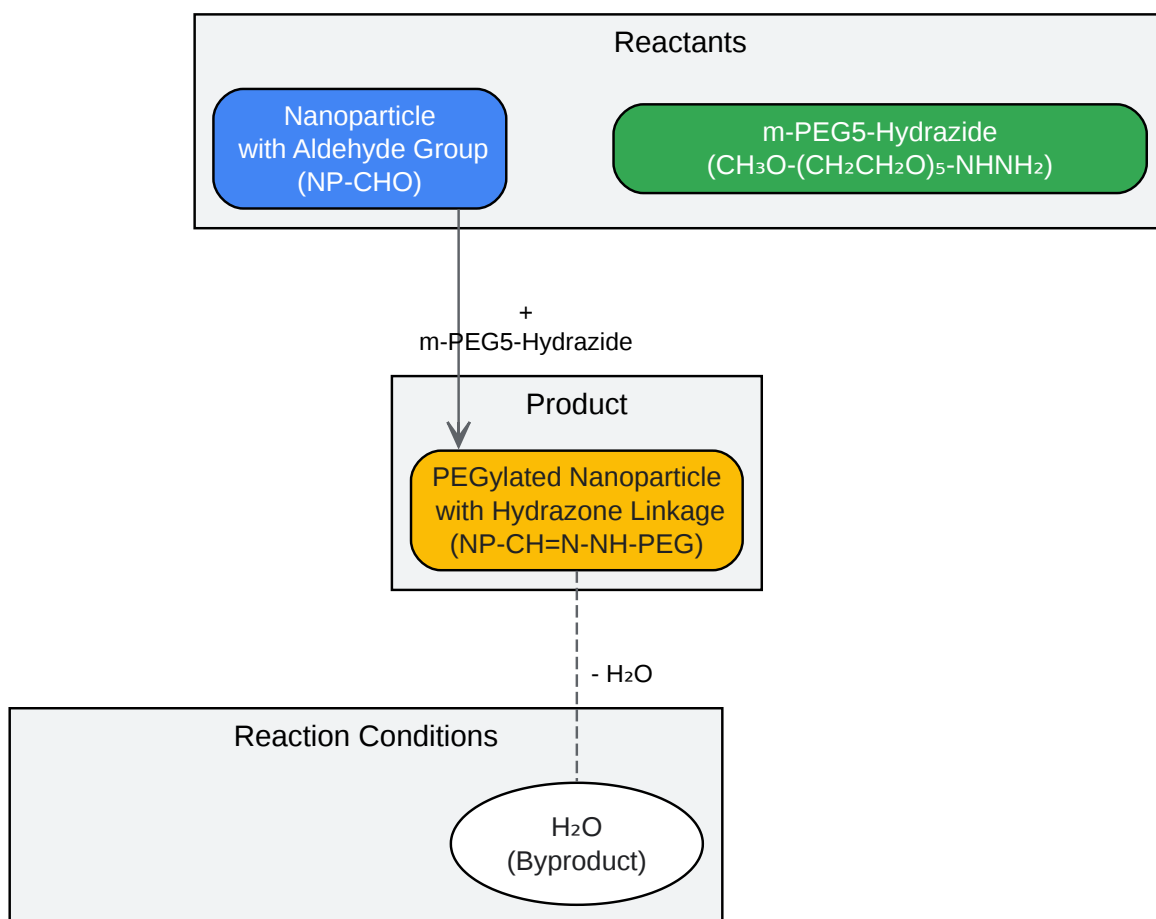 Reactants
Nanoparticle
with Aldehyde Group
(NP-CHO)
m-PEG5-Hydrazide
(CH₃O-(CH₂CH₂O)₅-NHNH₂)
+
m-PEG5-Hydrazide
Product
PEGylated Nanoparticle
with Hydrazone Linkage
(NP-CH=N-NH-PEG)
- H₂O
Reaction Conditions
H₂O
(Byproduct)